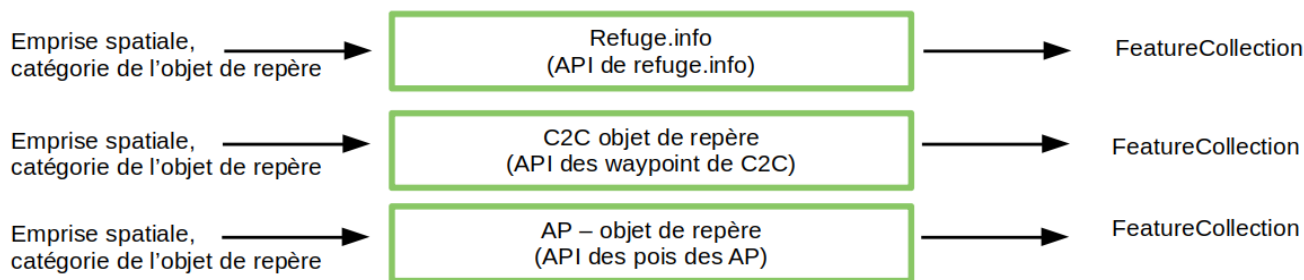 Emprise spatiale,
catégorie de l'objet de repère
Refuge.info
(API de refuge.info)
FeatureCollection
Emprise spatiale,
catégorie de l'objet de repère
C2C objet de repère
(API des waypoint de C2C)
FeatureCollection
Emprise spatiale,
catégorie de l'objet de repère
AP – objet de repère
(API des pois des AP)
FeatureCollection